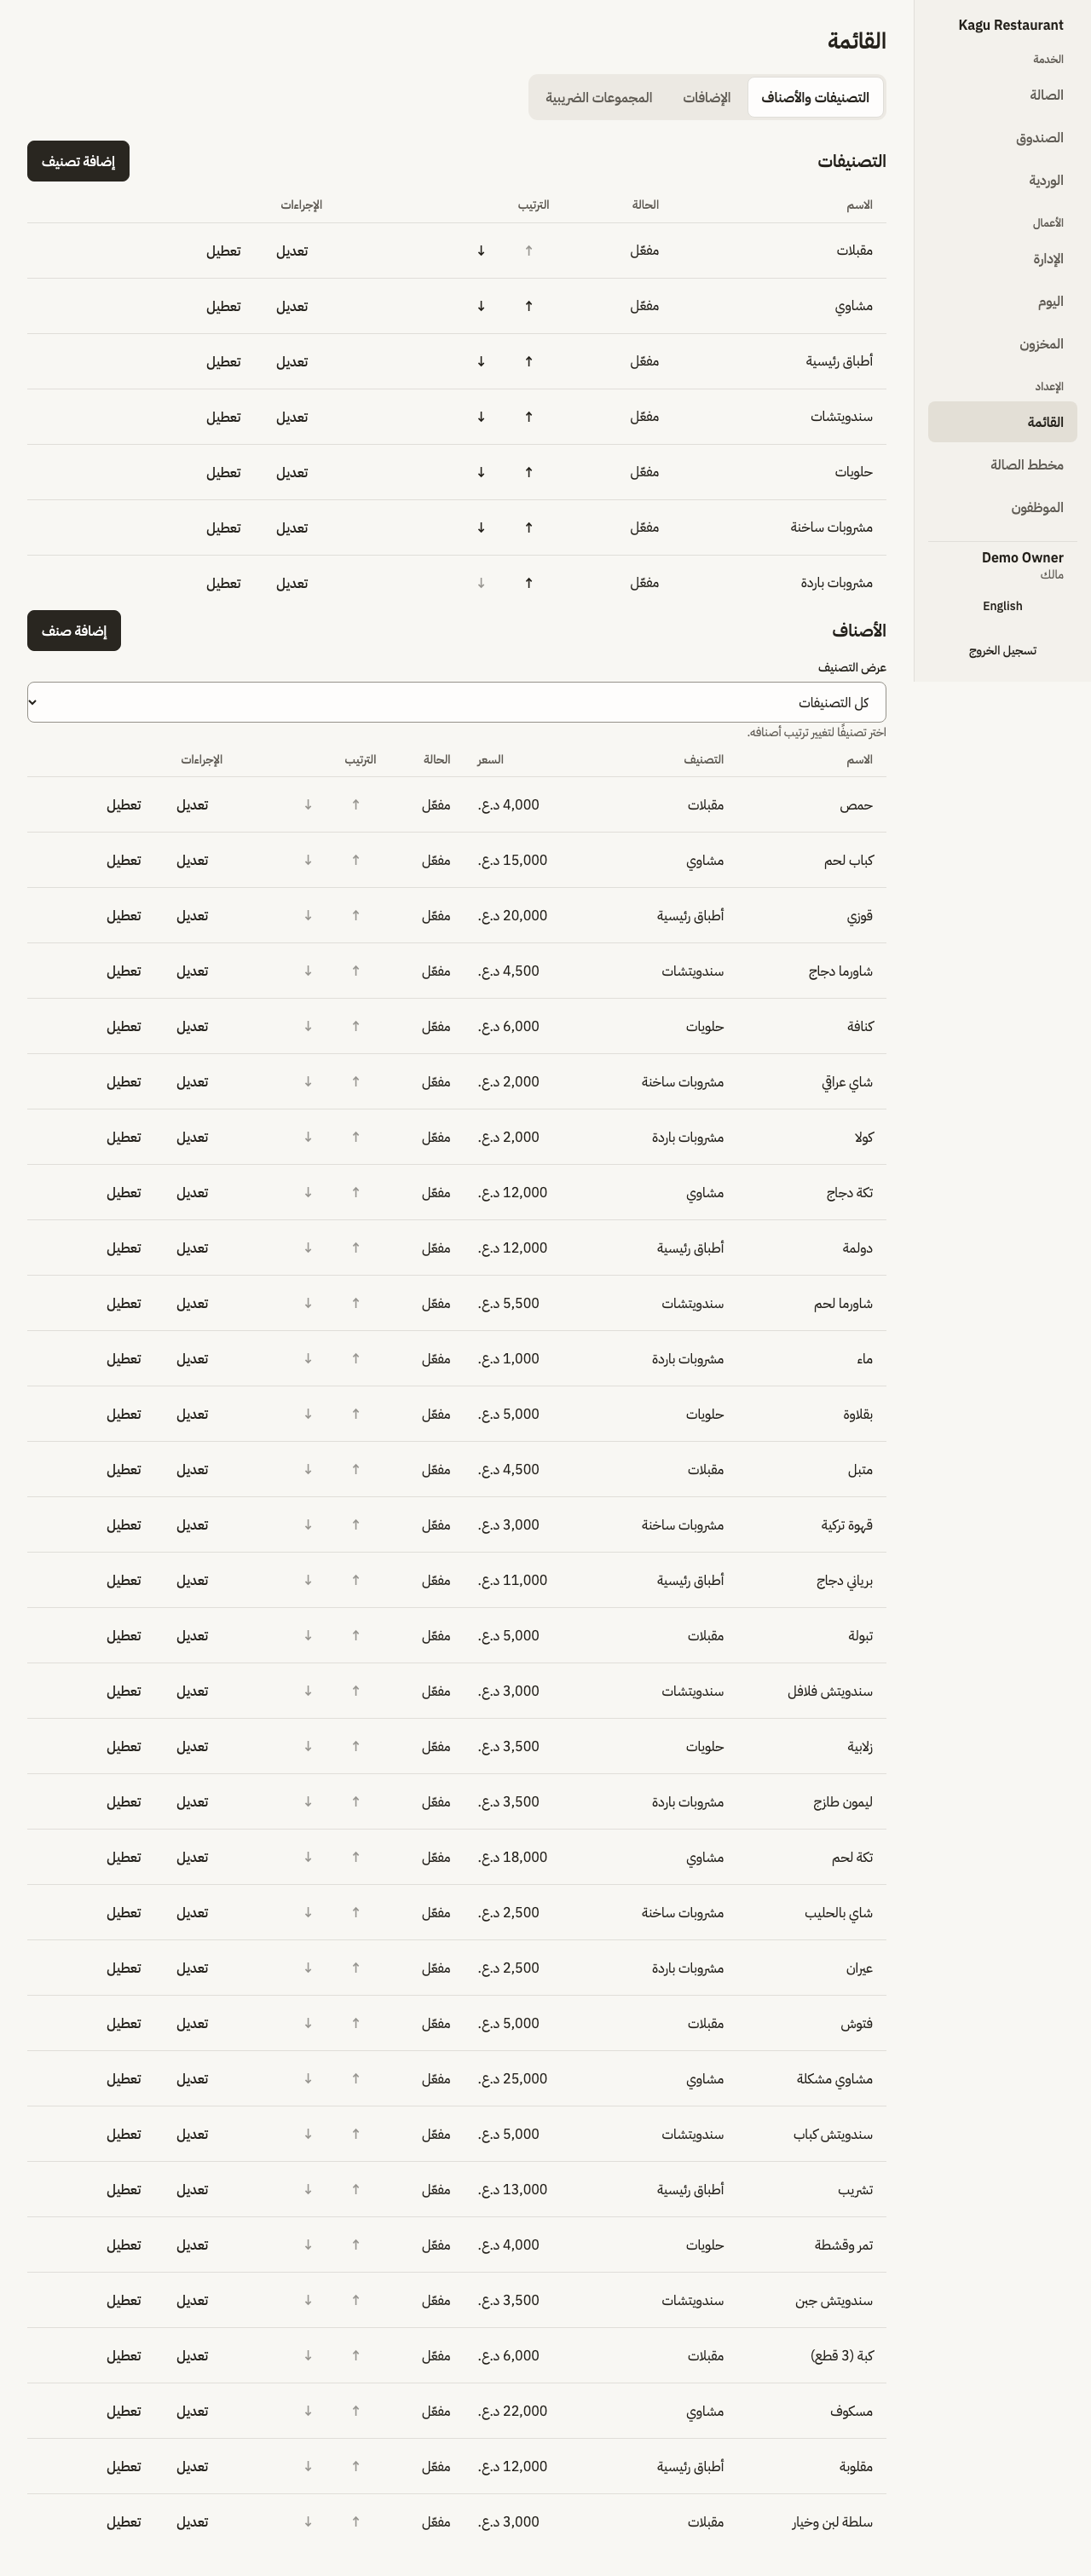 Kagu Restaurant
الخدمة
الصالة
الصندوق
الوردية
الأعمال
الإدارة
اليوم
المخزون
الإعداد
القائمة
مخطط الصالة
الموظفون
Demo Owner
مالك
English
تسجيل الخروج
القائمة
التصنيفات والأصناف الإضافات المجموعات الضريبية
التصنيفات إضافة تصنيف
الاسم الحالة الترتيب الإجراءات
مقبلات مفعّل ↑ ↓ تعديل تعطيل
مشاوي مفعّل ↑ ↓ تعديل تعطيل
أطباق رئيسية مفعّل ↑ ↓ تعديل تعطيل
سندويتشات مفعّل ↑ ↓ تعديل تعطيل
حلويات مفعّل ↑ ↓ تعديل تعطيل
مشروبات ساخنة مفعّل ↑ ↓ تعديل تعطيل
مشروبات باردة مفعّل ↑ ↓ تعديل تعطيل
الأصناف إضافة صنف
عرض التصنيف
كل التصنيفات
اختر تصنيفًا لتغيير ترتيب أصنافه.
الاسم التصنيف السعر الحالة الترتيب الإجراءات
حمص مقبلات 4,000 د.ع. مفعّل ↑ ↓ تعديل تعطيل
كباب لحم مشاوي 15,000 د.ع. مفعّل ↑ ↓ تعديل تعطيل
قوزي أطباق رئيسية 20,000 د.ع. مفعّل ↑ ↓ تعديل تعطيل
شاورما دجاج سندويتشات 4,500 د.ع. مفعّل ↑ ↓ تعديل تعطيل
كنافة حلويات 6,000 د.ع. مفعّل ↑ ↓ تعديل تعطيل
شاي عراقي مشروبات ساخنة 2,000 د.ع. مفعّل ↑ ↓ تعديل تعطيل
كولا مشروبات باردة 2,000 د.ع. مفعّل ↑ ↓ تعديل تعطيل
تكة دجاج مشاوي 12,000 د.ع. مفعّل ↑ ↓ تعديل تعطيل
دولمة أطباق رئيسية 12,000 د.ع. مفعّل ↑ ↓ تعديل تعطيل
شاورما لحم سندويتشات 5,500 د.ع. مفعّل ↑ ↓ تعديل تعطيل
ماء مشروبات باردة 1,000 د.ع. مفعّل ↑ ↓ تعديل تعطيل
بقلاوة حلويات 5,000 د.ع. مفعّل ↑ ↓ تعديل تعطيل
متبل مقبلات 4,500 د.ع. مفعّل ↑ ↓ تعديل تعطيل
قهوة تركية مشروبات ساخنة 3,000 د.ع. مفعّل ↑ ↓ تعديل تعطيل
برياني دجاج أطباق رئيسية 11,000 د.ع. مفعّل ↑ ↓ تعديل تعطيل
تبولة مقبلات 5,000 د.ع. مفعّل ↑ ↓ تعديل تعطيل
سندويتش فلافل سندويتشات 3,000 د.ع. مفعّل ↑ ↓ تعديل تعطيل
زلابية حلويات 3,500 د.ع. مفعّل ↑ ↓ تعديل تعطيل
ليمون طازج مشروبات باردة 3,500 د.ع. مفعّل ↑ ↓ تعديل تعطيل
تكة لحم مشاوي 18,000 د.ع. مفعّل ↑ ↓ تعديل تعطيل
شاي بالحليب مشروبات ساخنة 2,500 د.ع. مفعّل ↑ ↓ تعديل تعطيل
عيران مشروبات باردة 2,500 د.ع. مفعّل ↑ ↓ تعديل تعطيل
فتوش مقبلات 5,000 د.ع. مفعّل ↑ ↓ تعديل تعطيل
مشاوي مشكلة مشاوي 25,000 د.ع. مفعّل ↑ ↓ تعديل تعطيل
سندويتش كباب سندويتشات 5,000 د.ع. مفعّل ↑ ↓ تعديل تعطيل
تشريب أطباق رئيسية 13,000 د.ع. مفعّل ↑ ↓ تعديل تعطيل
تمر وقشطة حلويات 4,000 د.ع. مفعّل ↑ ↓ تعديل تعطيل
سندويتش جبن سندويتشات 3,500 د.ع. مفعّل ↑ ↓ تعديل تعطيل
كبة (3 قطع) مقبلات 6,000 د.ع. مفعّل ↑ ↓ تعديل تعطيل
مسكوف مشاوي 22,000 د.ع. مفعّل ↑ ↓ تعديل تعطيل
مقلوبة أطباق رئيسية 12,000 د.ع. مفعّل ↑ ↓ تعديل تعطيل
سلطة لبن وخيار مقبلات 3,000 د.ع. مفعّل ↑ ↓ تعديل تعطيل